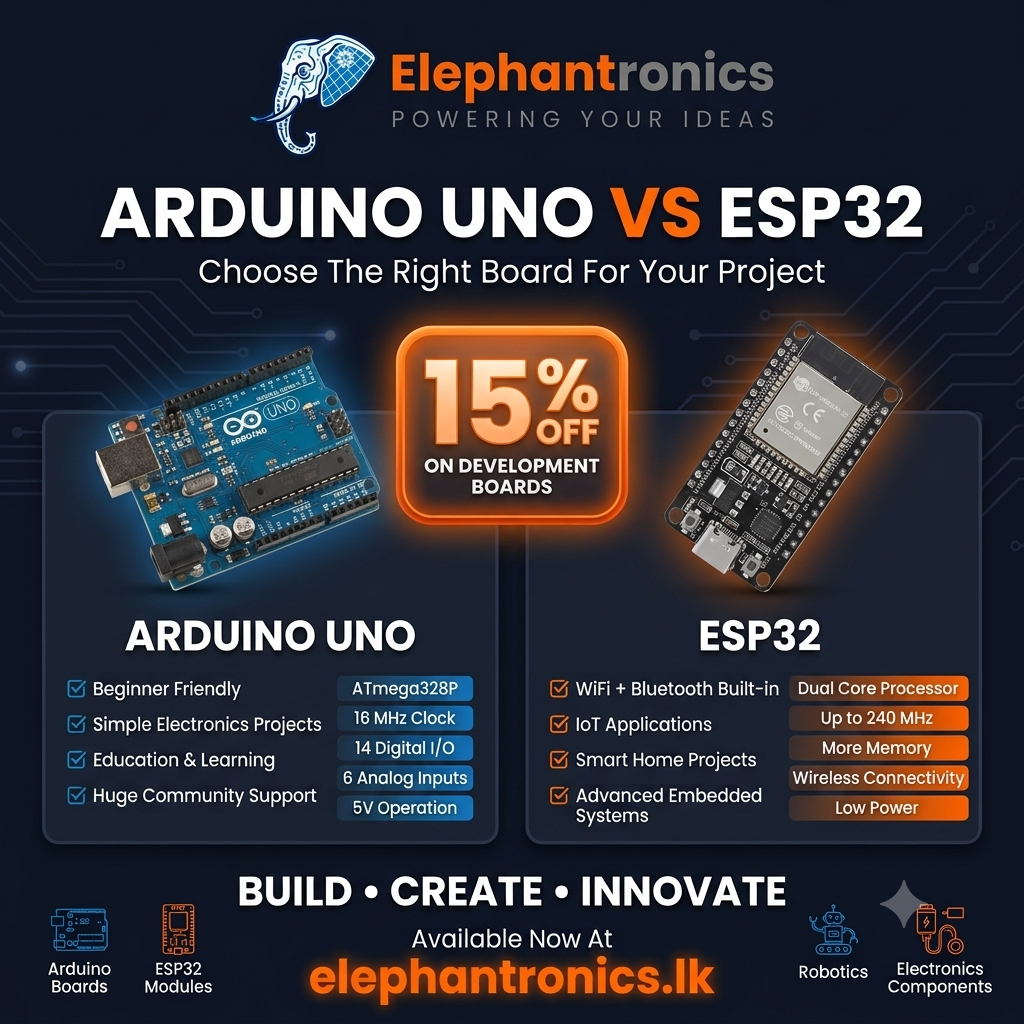 Elephantronics
POWERING YOUR IDEAS
ARDUINO UNO VS ESP32
Choose The Right Board For Your Project
15% OFF
ON DEVELOPMENT
BOARDS
UNO
ARDUINO UNO
Beginner Friendly
Simple Electronics Projects
Education & Learning
Huge Community Support
ATmega328P
16 MHz Clock
14 Digital I/O
6 Analog Inputs
5V Operation
CE
ESP32
WiFi + Bluetooth Built-in
IoT Applications
Smart Home Projects
Advanced Embedded
Systems
Dual Core Processor
Up to 240 MHz
More Memory
Wireless Connectivity
Low Power
BUILD • CREATE • INNOVATE
Available Now At
elephantronics.lk
Arduino
Boards
ESP32
Modules
Robotics
Electronics
Components